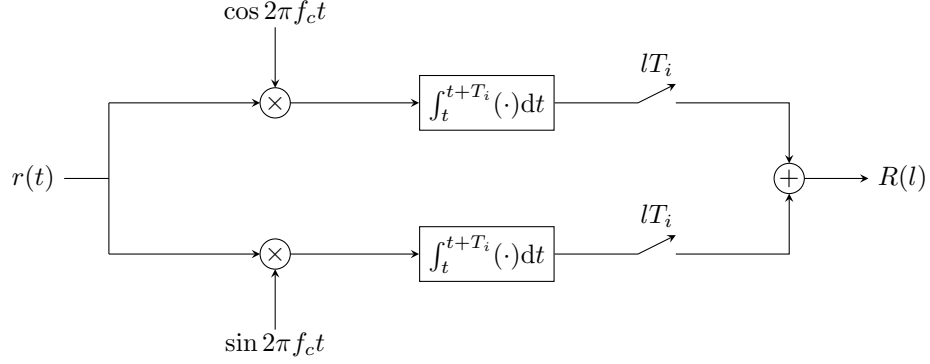 cos 2πf_c t
lT_i
× ∫_t^{t+T_i}(·)dt
r(t) + R(l)
lT_i
× ∫_t^{t+T_i}(·)dt
sin 2πf_c t